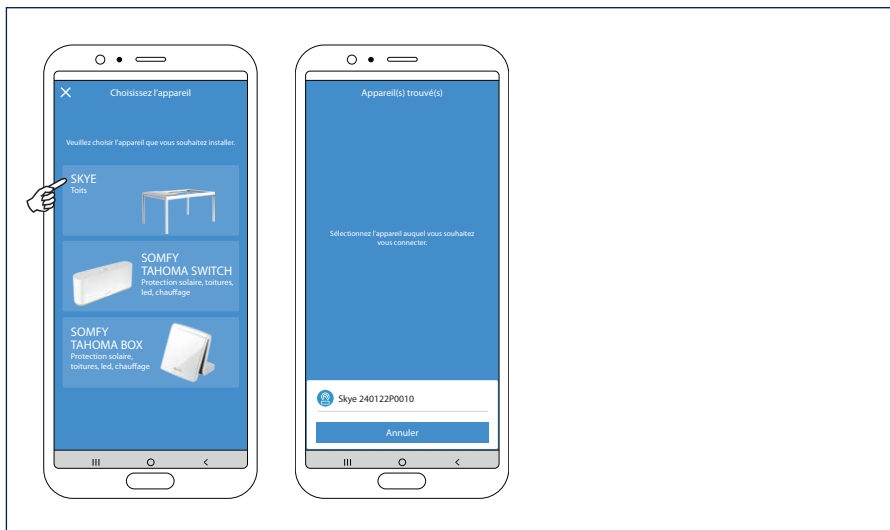 Choisissez l'appareil
Veuillez choisir l'appareil que vous souhaitez installer.
SKYE
Toits
SOMFY
TAHOMA SWITCH
Protection solaire, toitures,
led, chauffage
SOMFY
TAHOMA BOX
Protection solaire,
toitures, led, chauffage
Appareil(s) trouvé(s)
Sélectionnez l'appareil auquel vous souhaitez
vous connecter.
Skye 240122P0010
Annuler